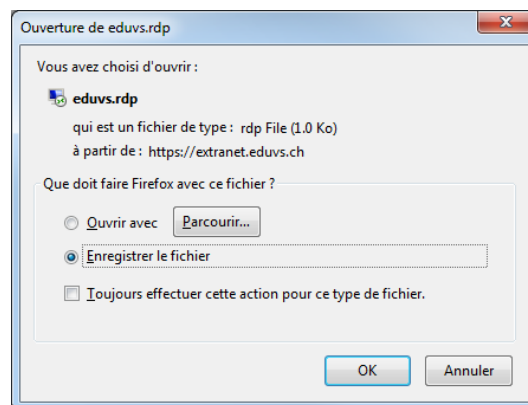 Ouverture de eduvs.rdp
Vous avez choisi d'ouvrir :
eduvs.rdp
qui est un fichier de type : rdp File (1.0 Ko)
à partir de : https://extranet.eduvs.ch
Que doit faire Firefox avec ce fichier ?
Ouvrir avec Parcourir...
Enregistrer le fichier
Toujours effectuer cette action pour ce type de fichier.
OK Annuler